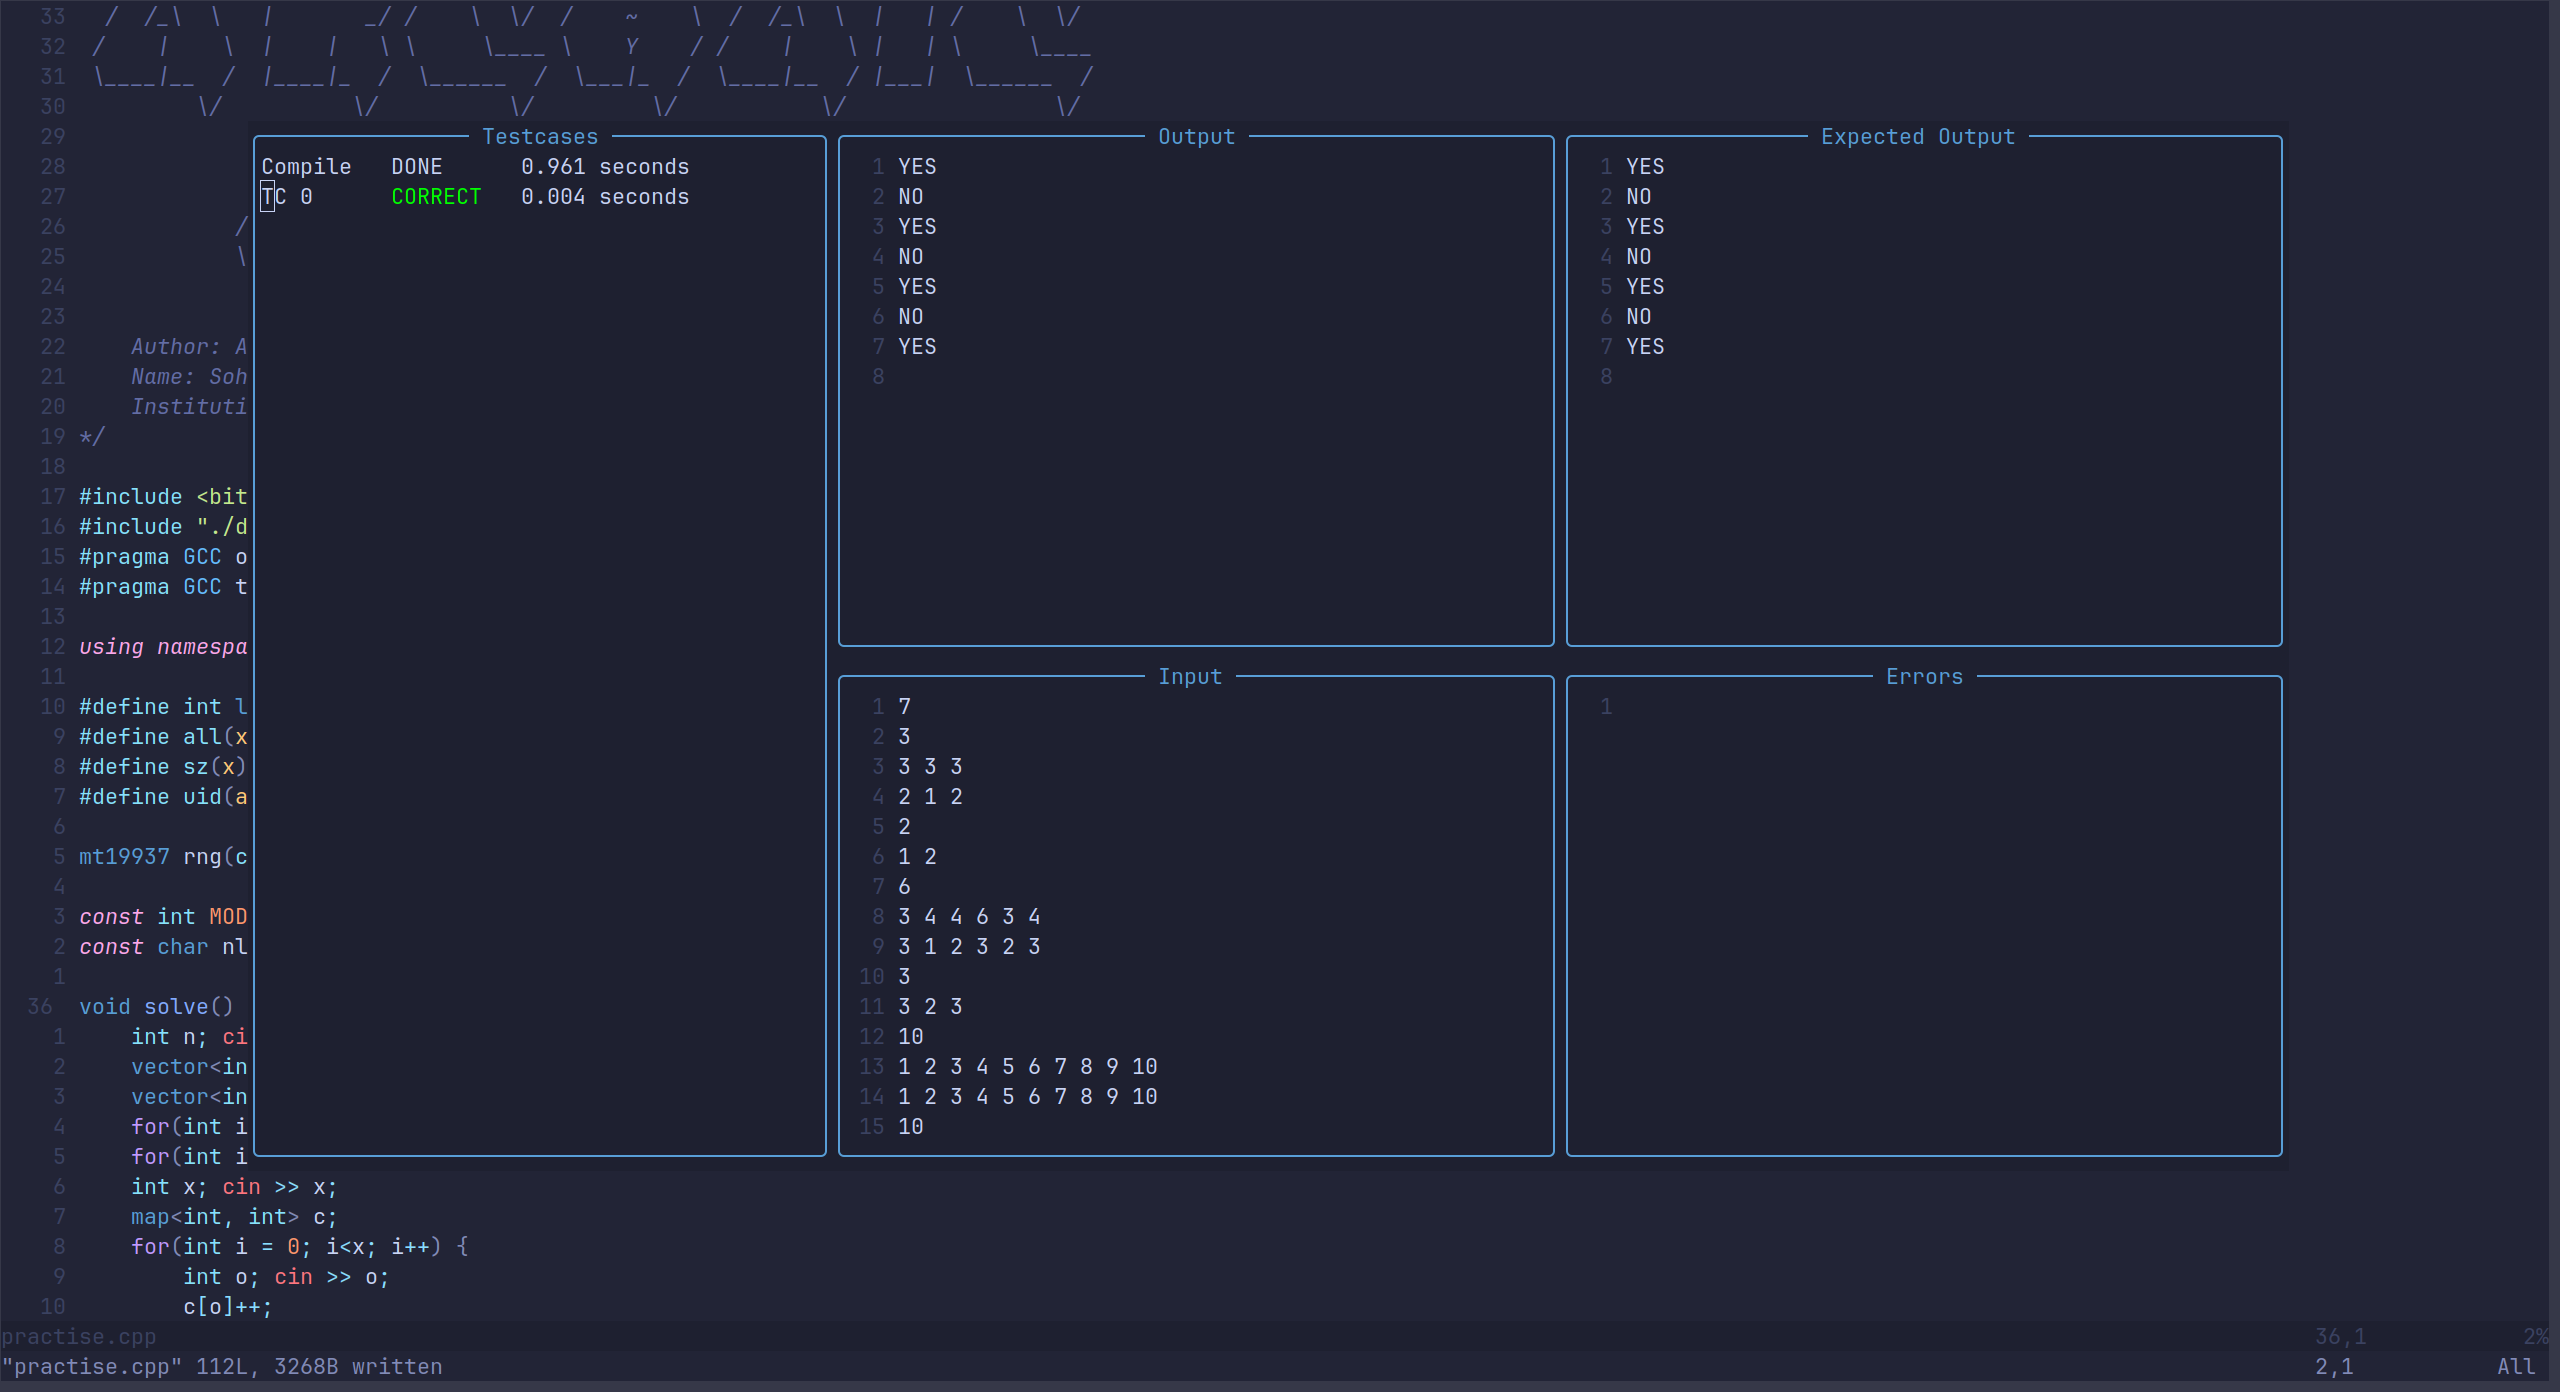 33   /  /_\  \   |       _/ /    \  \/  /    ~    \  /  /_\  \  |   | /    \  \/
32  /    |    \  |    |   \ \     \____ \    Y    / /    |    \ |   | \     \____
31  \____|__  /  |____|_  /  \______  /  \___|_  /  \____|__  / |___|  \______  /
30          \/          \/          \/         \/           \/                \/
29
28
27
26             /
25             \
24
23
22     Author: A
21     Name: Soh
20     Instituti
19 */
18
17 #include <bit
16 #include "./d
15 #pragma GCC o
14 #pragma GCC t
13
12 using namespa
11
10 #define int l
9 #define all(x
8 #define sz(x)
7 #define uid(a
6
5 mt19937 rng(c
4
3 const int MOD
2 const char nl
1
36 void solve()
1     int n; ci
2     vector<in
3     vector<in
4     for(int i
5     for(int i
6     int x; cin >> x;
7     map<int, int> c;
8     for(int i = 0; i<x; i++) {
9         int o; cin >> o;
10         c[o]++;
Testcases
Compile   DONE      0.961 seconds
TC 0      CORRECT   0.004 seconds
Output
1 YES
2 NO
3 YES
4 NO
5 YES
6 NO
7 YES
8
Expected Output
1 YES
2 NO
3 YES
4 NO
5 YES
6 NO
7 YES
8
Input
1 7
2 3
3 3 3 3
4 2 1 2
5 2
6 1 2
7 6
8 3 4 4 6 3 4
9 3 1 2 3 2 3
10 3
11 3 2 3
12 10
13 1 2 3 4 5 6 7 8 9 10
14 1 2 3 4 5 6 7 8 9 10
15 10
Errors
1
practise.cpp 36,1 2%
"practise.cpp" 112L, 3268B written 2,1 All